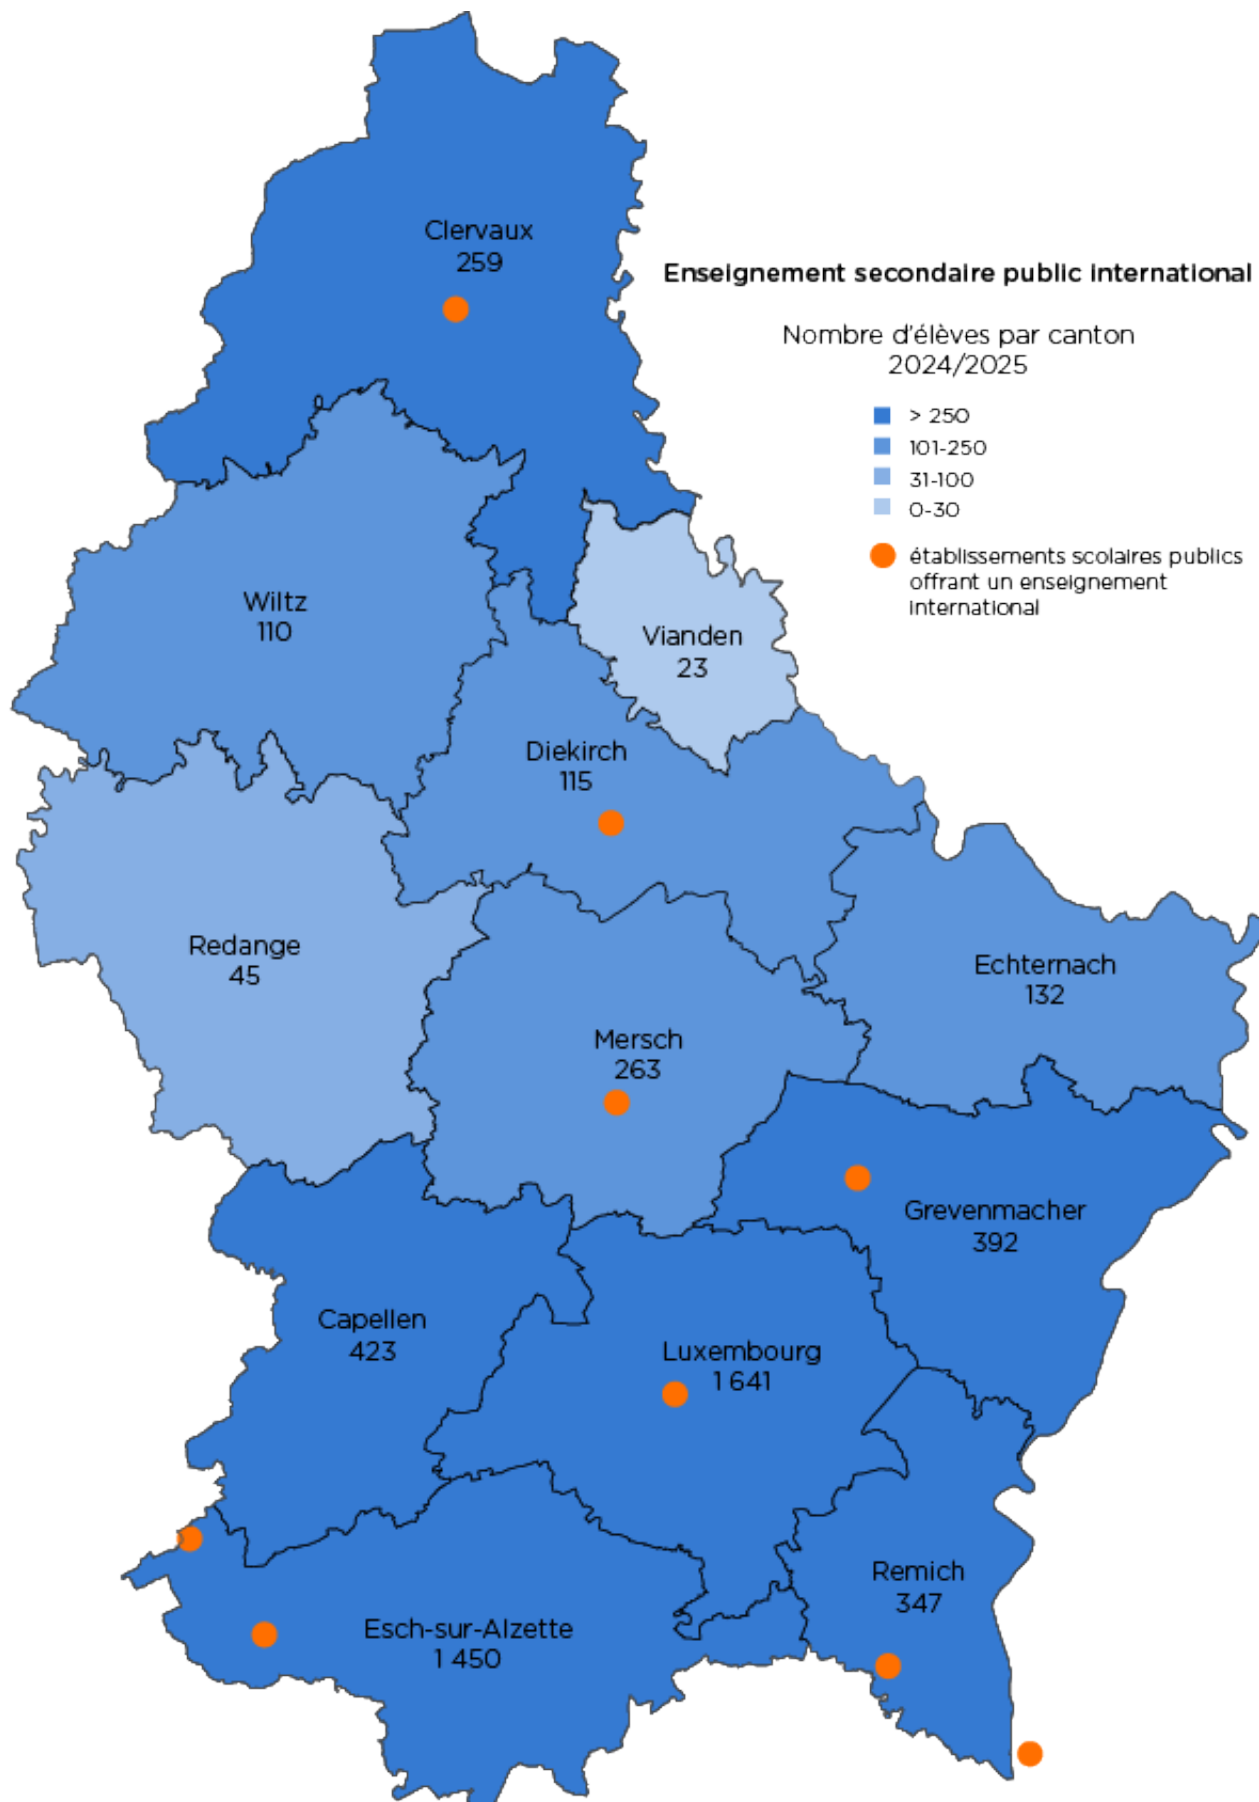 Clervaux
259
Enseignement secondaire public international
Nombre d'élèves par canton
2024/2025
> 250
101-250
31-100
0-30
établissements scolaires publics
offrant un enseignement
international
Wiltz
110
Vianden
23
Diekirch
115
Redange
45
Echternach
132
Mersch
263
Grevenmacher
392
Capellen
423
Luxembourg
1 641
Remich
347
Esch-sur-Alzette
1 450